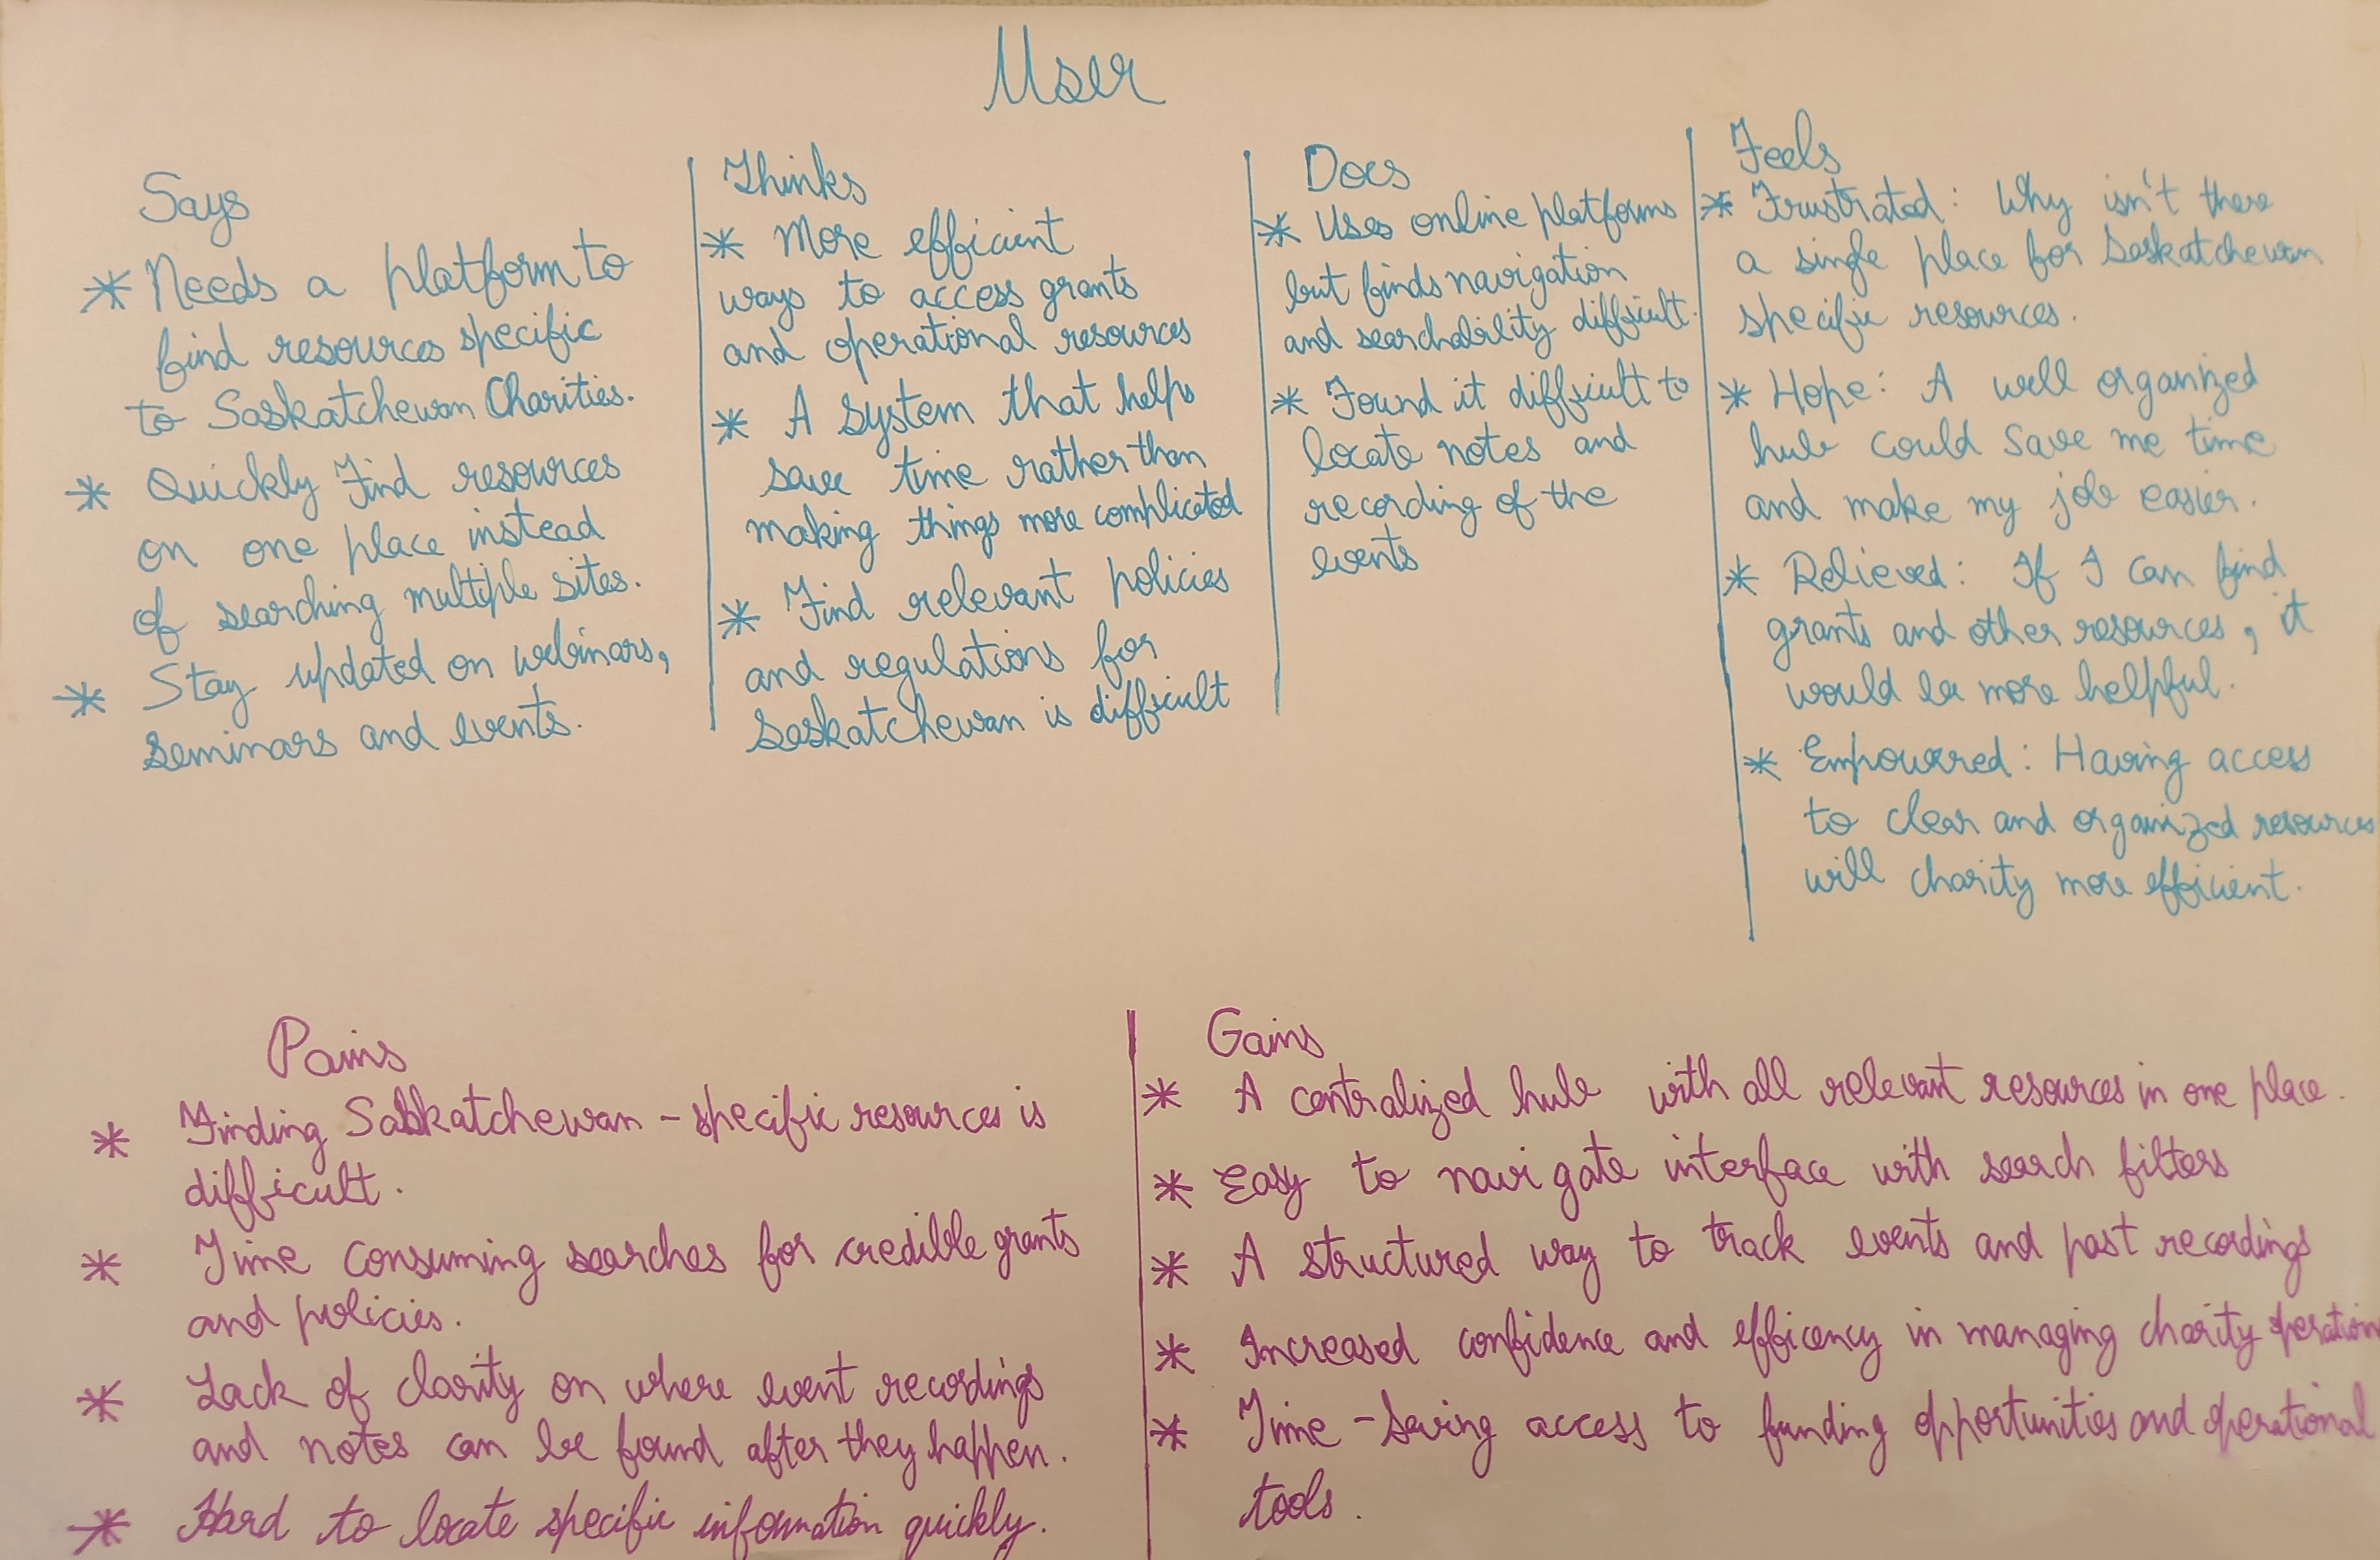 User
Says
* Needs a platform to
find resources specific
to Saskatchewan Charities.
* Quickly Find resources
on one place instead
of searching multiple sites.
* Stay updated on webinars,
seminars and events.
Thinks
* More efficient
ways to access grants
and operational resources
* A system that helps
save time rather than
making things more complicated
* Find relevant policies
and regulations for
Saskatchewan is difficult
Does
* Uses online platforms
but finds navigation
and searchability difficult.
* Found it difficult to
locate notes and
recording of the
events
Feels
* Frustrated: Why isn't there
a single place for Saskatchewan
specific resources.
* Hope: A well organized
hub could save me time
and make my job easier.
* Relieved: If I can find
grants and other resources, it
would be more helpful.
* Empowered: Having access
to clear and organized resources
will charity more efficient.
Pains
* Finding Saskatchewan - specific resources is
difficult.
* Time consuming searches for credible grants
and policies.
* Lack of clarity on where event recordings
and notes can be found after they happen.
* Hard to locate specific information quickly.
Gains
* A centralized hub with all relevant resources in one place.
* Easy to navigate interface with search filters
* A structured way to track events and past recordings
* Increased confidence and efficency in managing charity operation
* Time - Saving access to funding opportunities and operational
tools.